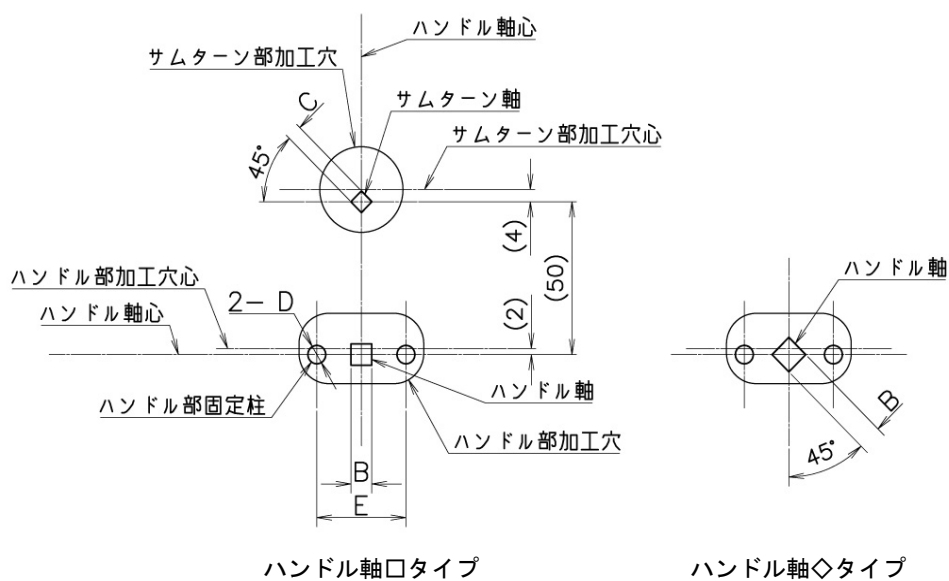 ハンドル軸心
サムターン部加工穴
サムターン軸
C
サムターン部加工穴心
45°
(4)
(50)
ハンドル部加工穴心
ハンドル軸心
2- D
(2)
ハンドル軸
ハンドル部固定柱
ハンドル部加工穴
B
E
ハンドル軸
B
45°
ハンドル軸□タイプ
ハンドル軸◇タイプ